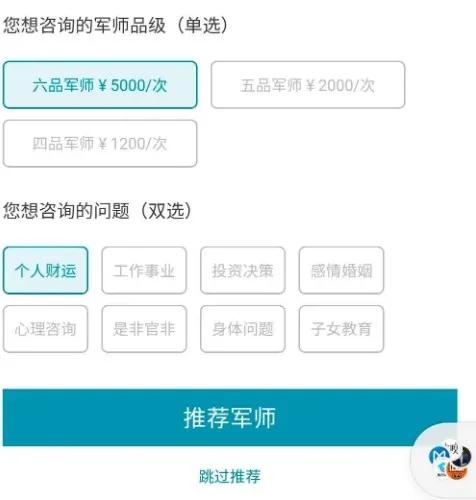 您想咨询的军师品级（单选）
六品军师 ¥ 5000/次 五品军师 ¥ 2000/次
四品军师 ¥ 1200/次
您想咨询的问题（双选）
个人财运 工作事业 投资决策 感情婚姻
心理咨询 是非官非 身体问题 子女教育
推荐军师
跳过推荐